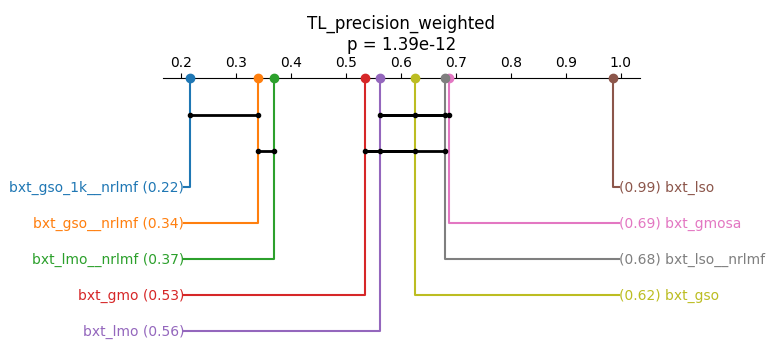 TL_precision_weighted
p = 1.39e-12
0.2 0.3 0.4 0.5 0.6 0.7 0.8 0.9 1.0
bxt_gso_1k__nrlmf (0.22)
(0.99) bxt_lso
bxt_gso__nrlmf (0.34)
(0.69) bxt_gmosa
bxt_lmo__nrlmf (0.37)
(0.68) bxt_lso__nrlmf
bxt_gmo (0.53)
(0.62) bxt_gso
bxt_lmo (0.56)